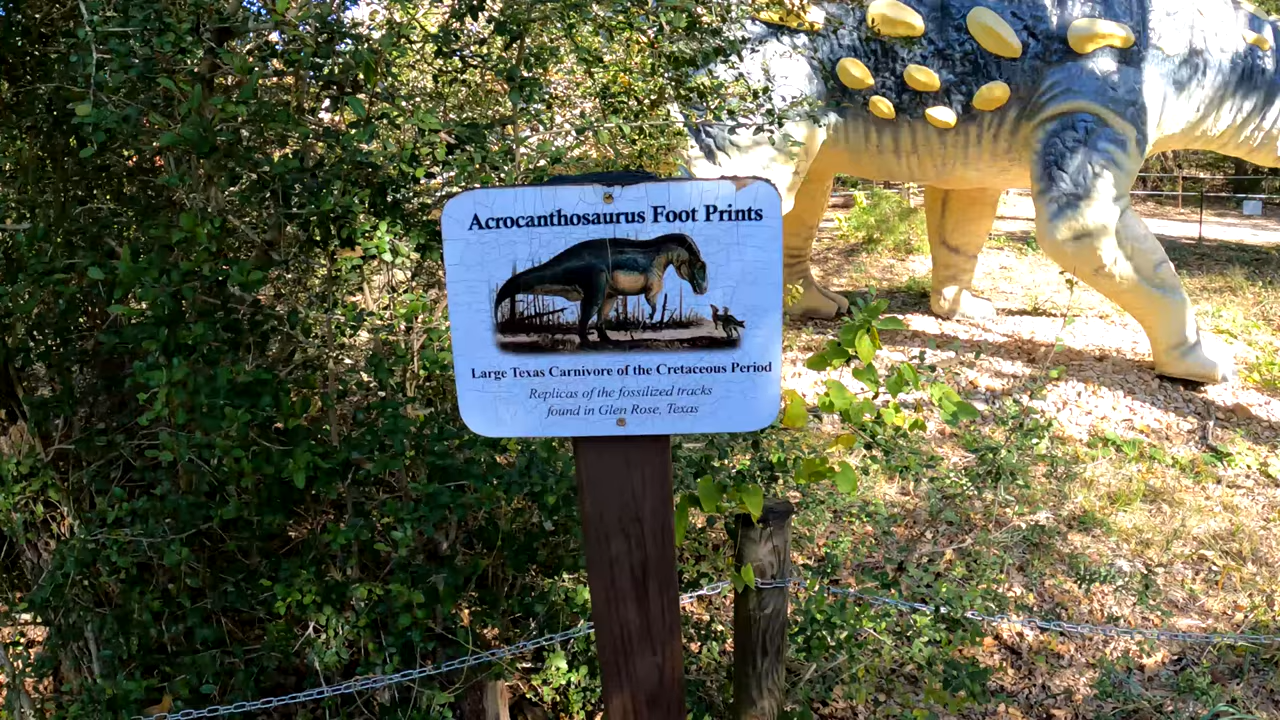 Acrocanthosaurus Foot Prints
Large Texas Carnivore of the Cretaceous Period
Replicas of the fossilized tracks
found in Glen Rose, Texas